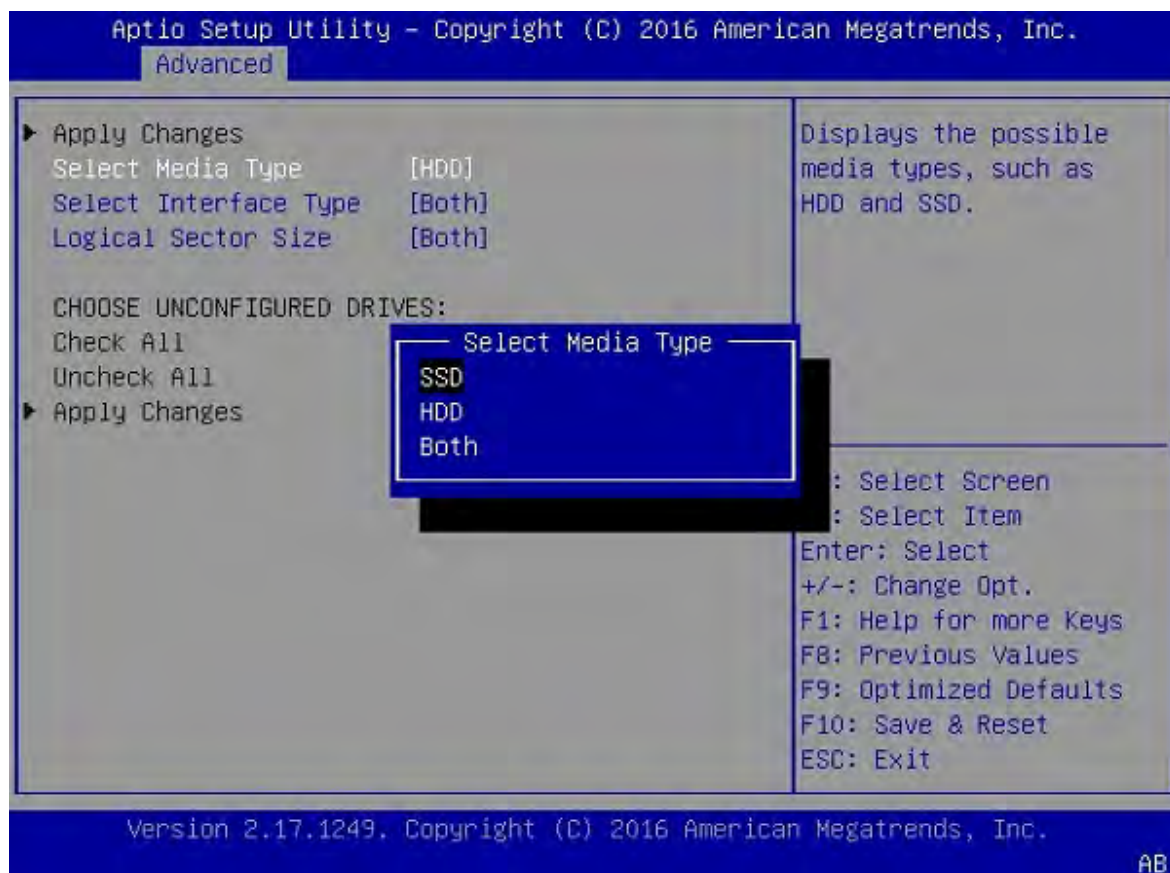 Aptio Setup Utility – Copyright (C) 2016 American Megatrends, Inc.
Advanced
Apply Changes
Select Media Type [HDD]
Select Interface Type [Both]
Logical Sector Size [Both]
CHOOSE UNCONFIGURED DRIVES:
Check All
Uncheck All
Apply Changes
Select Media Type
SSD
HDD
Both
Displays the possible
media types, such as
HDD and SSD.
: Select Screen
: Select Item
Enter: Select
+/-: Change Opt.
F1: Help for more Keys
F8: Previous Values
F9: Optimized Defaults
F10: Save & Reset
ESC: Exit
Version 2.17.1249. Copyright (C) 2016 American Megatrends, Inc.
AB